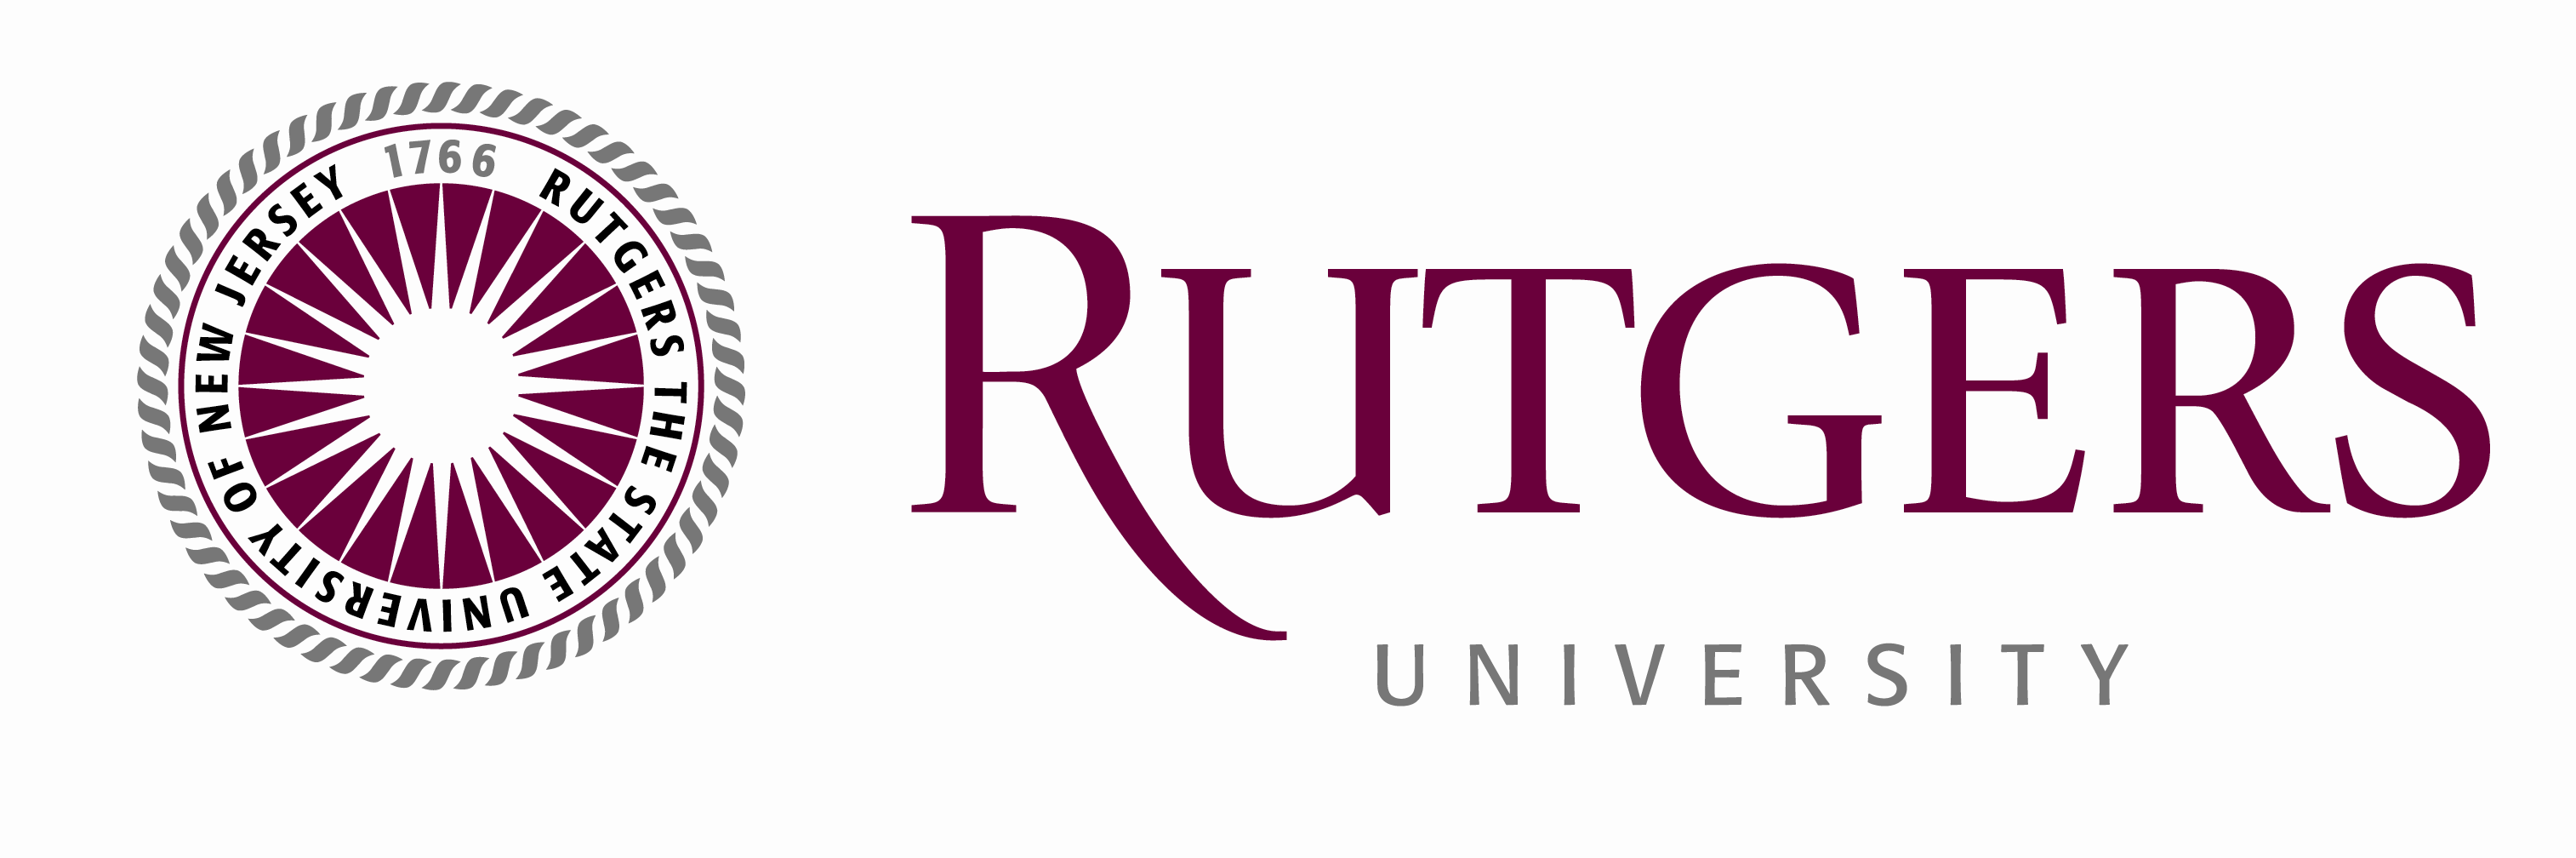 1766
RUTGERS THE STATE UNIVERSITY OF NEW JERSEY
RUTGERS
UNIVERSITY